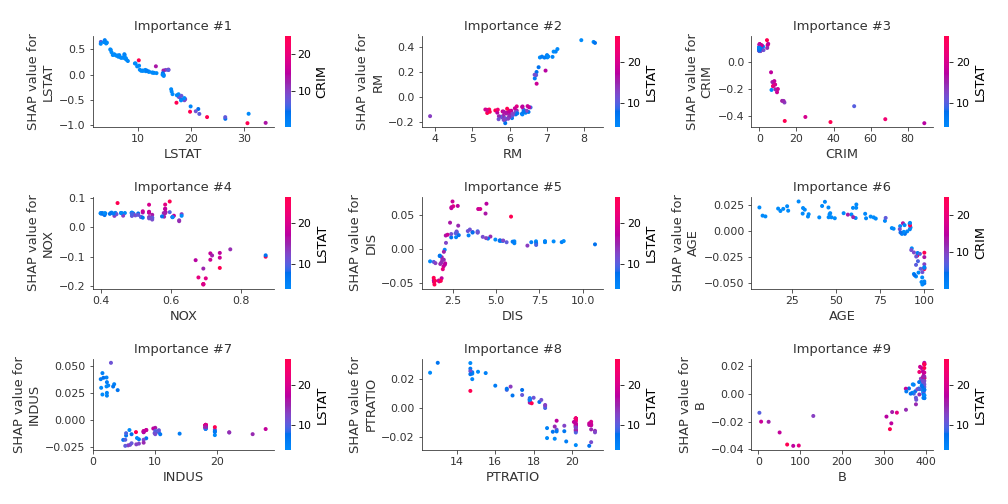 Importance #1
SHAP value for
LSTAT
0.5
0.0
−0.5
−1.0
10
20
30
LSTAT
20
10
CRIM
Importance #2
SHAP value for
RM
0.4
0.2
0.0
−0.2
4
5
6
7
8
RM
20
10
LSTAT
Importance #3
SHAP value for
CRIM
0.0
−0.2
−0.4
0
20
40
60
80
CRIM
20
10
LSTAT
Importance #4
SHAP value for
NOX
0.1
0.0
−0.1
−0.2
0.4
0.6
0.8
NOX
20
10
LSTAT
Importance #5
SHAP value for
DIS
0.05
0.00
−0.05
2.5
5.0
7.5
10.0
DIS
20
10
LSTAT
Importance #6
SHAP value for
AGE
0.025
0.000
−0.025
−0.050
25
50
75
100
AGE
20
10
CRIM
Importance #7
SHAP value for
INDUS
0.050
0.025
0.000
−0.025
0
10
20
INDUS
20
10
LSTAT
Importance #8
SHAP value for
PTRATIO
0.02
0.00
−0.02
14
16
18
20
PTRATIO
20
10
LSTAT
Importance #9
SHAP value for
B
0.02
0.00
−0.02
−0.04
0
100
200
300
400
B
20
10
LSTAT